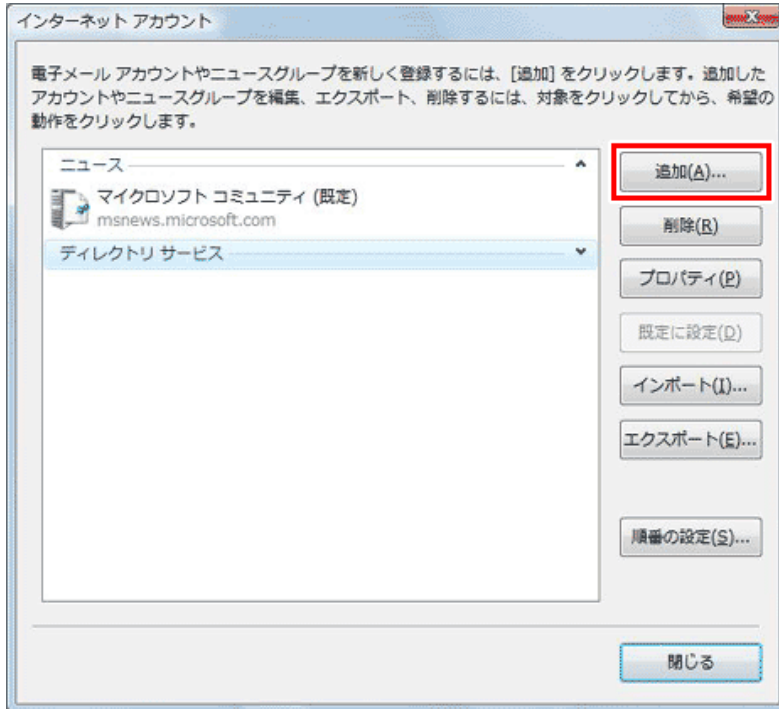 インターネット アカウント
電子メール アカウントやニュースグループを新しく登録するには、[追加] をクリックします。追加した
アカウントやニュースグループを編集、エクスポート、削除するには、対象をクリックしてから、希望の
動作をクリックします。
ニュース
マイクロソフト コミュニティ (既定)
msnews.microsoft.com
ディレクトリ サービス
追加(A)...
削除(R)
プロパティ(P)
既定に設定(D)
インポート(I)...
エクスポート(E)...
順番の設定(S)...
閉じる